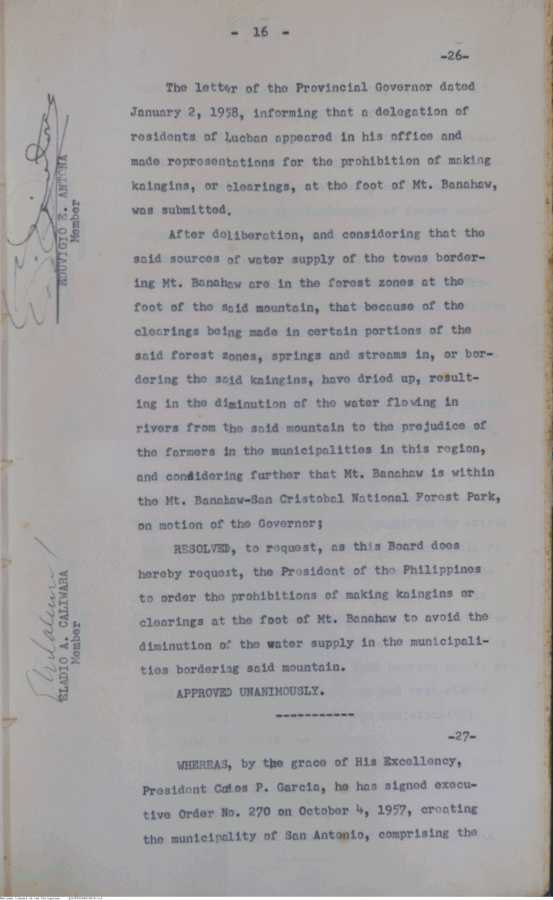 - 16 -
-26-
The letter of the Provincial Governor dated
January 2, 1958, informing that a delegation of
residents of Lucban appeared in his office and
made representations for the prohibition of making
kaingins, or clearings, at the foot of Mt. Banahaw,
was submitted.
After deliberation, and considering that the
said sources of water supply of the towns border-
ing Mt. Banahaw are in the forest zones at the
foot of the said mountain, that because of the
clearings being made in certain portions of the
said forest zones, springs and streams in, or bor-
dering the said kaingins, have dried up, result-
ing in the diminution of the water flowing in
rivers from the said mountain to the prejudice of
the farmers in the municipalities in this region,
and considering further that Mt. Banahaw is within
the Mt. Banahaw-San Cristobal National Forest Park,
on motion of the Governor;
RESOLVED, to request, as this Board does
hereby request, the President of the Philippines
to order the prohibitions of making kaingins or
clearings at the foot of Mt. Banahaw to avoid the
diminution of the water supply in the municipali-
ties bordering said mountain.
APPROVED UNANIMOUSLY.
-----------
-27-
WHEREAS, by the grace of His Excellency,
President P. Garcia, he has signed execu-
tive Order No. 270 on October 4, 1957, creating
the municipality of San Antonio, comprising the
EDUVIGIO E. ANTONA
Member
ELADIO A. CALIWARA
Member